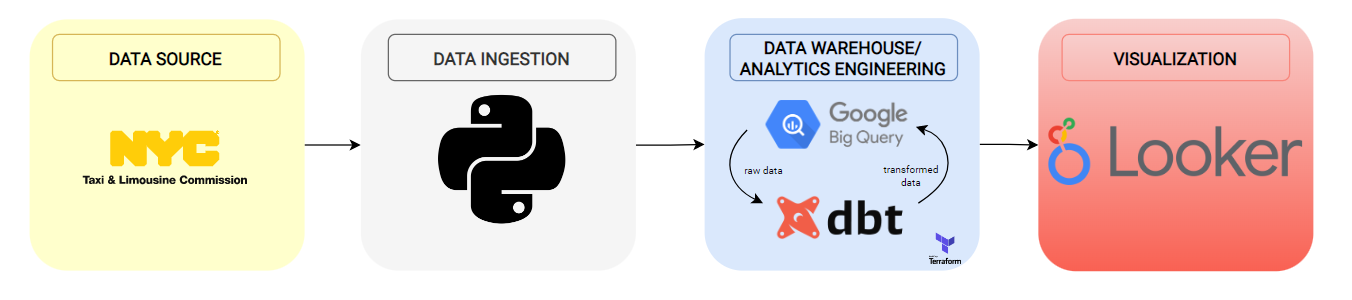 DATA SOURCE
NYC
Taxi & Limousine Commission
DATA INGESTION
DATA WAREHOUSE/
ANALYTICS ENGINEERING
Google
Big Query
raw data
transformed
data
dbt
Terraform
VISUALIZATION
Looker